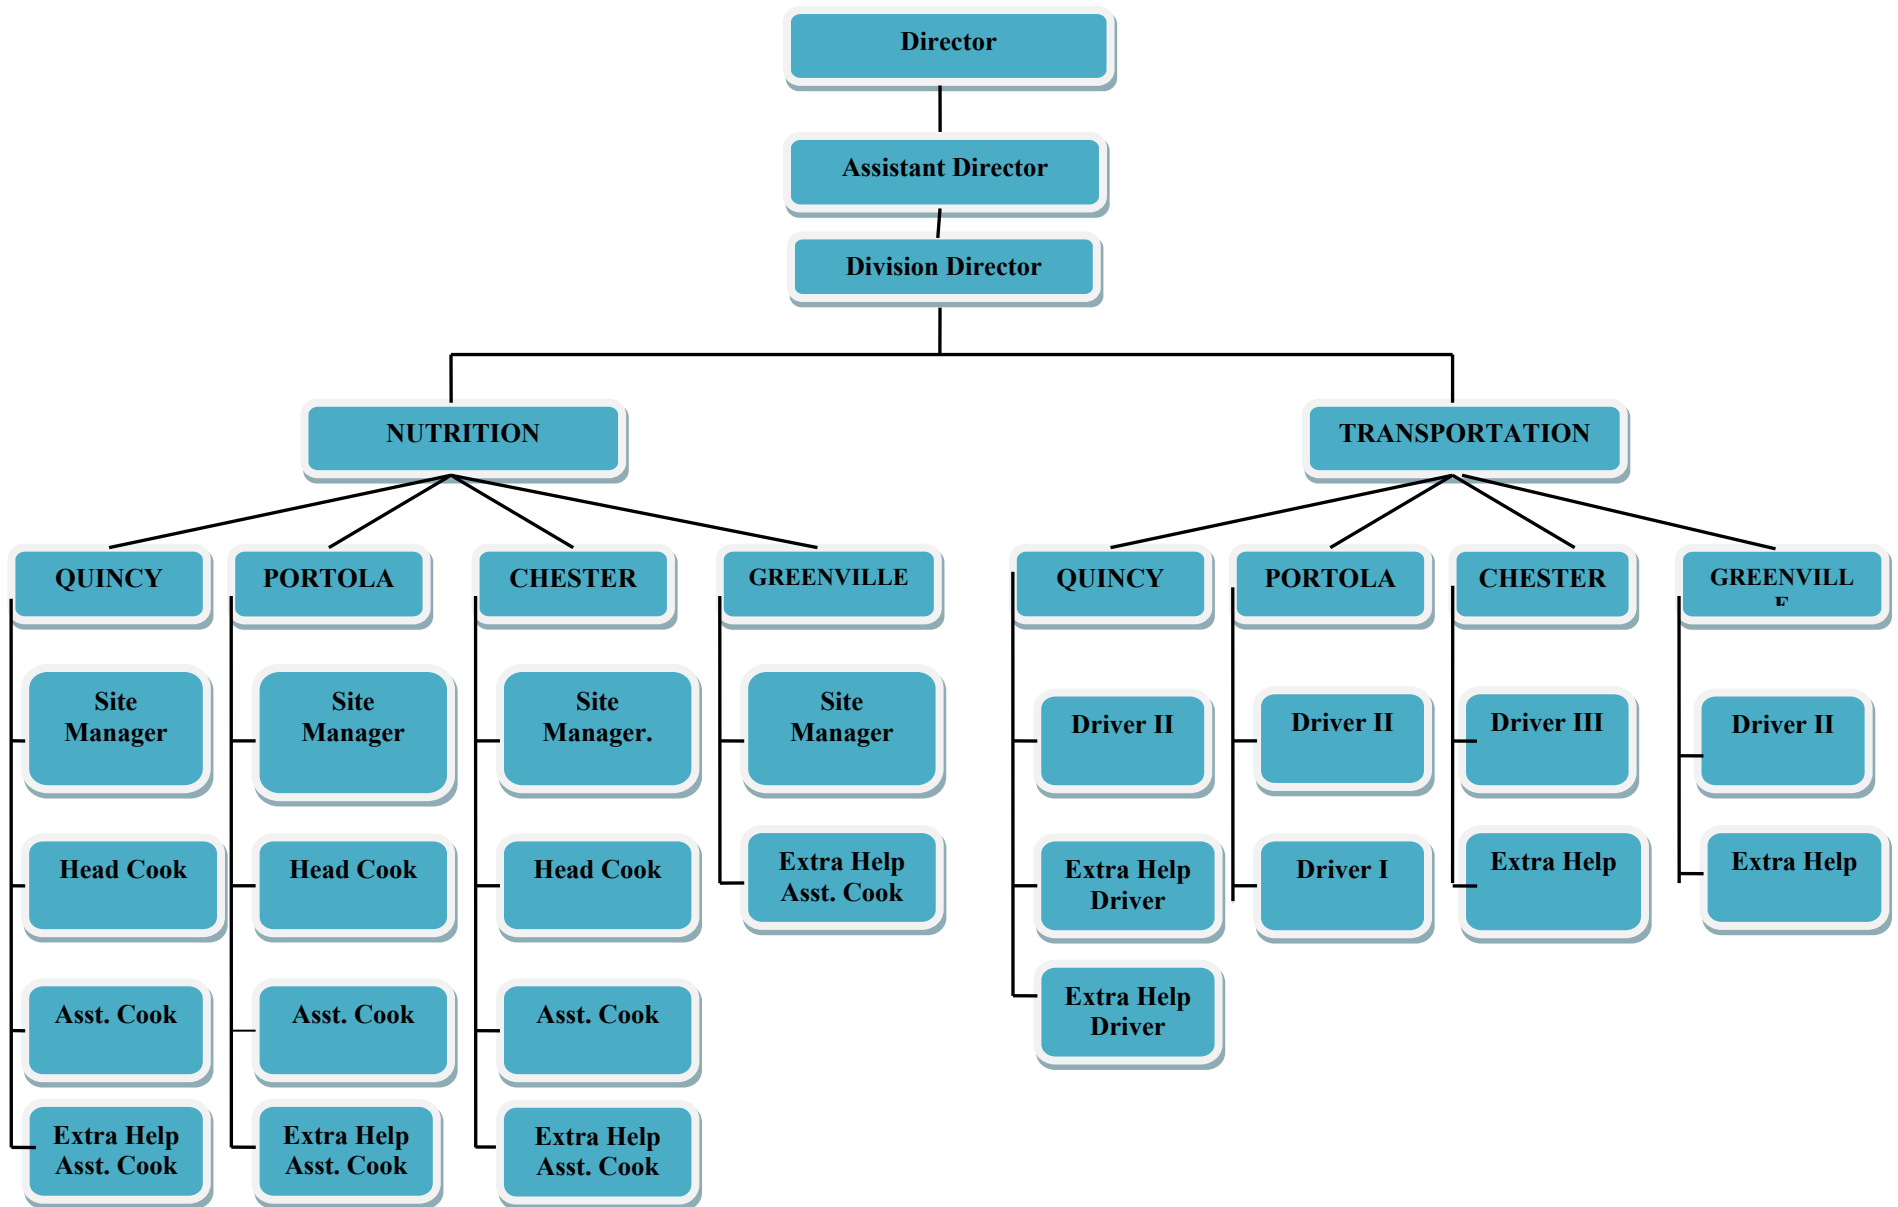 Director
Assistant Director
Division Director
NUTRITION
TRANSPORTATION
QUINCY
PORTOLA
CHESTER
GREENVILLE
QUINCY
PORTOLA
CHESTER
GREENVILL
E
Site
Manager
Site
Manager
Site
Manager.
Site
Manager
Driver II
Driver II
Driver III
Driver II
Head Cook
Head Cook
Head Cook
Extra Help
Asst. Cook
Extra Help
Driver
Driver I
Extra Help
Extra Help
Asst. Cook
Asst. Cook
Asst. Cook
Extra Help
Driver
Extra Help
Asst. Cook
Extra Help
Asst. Cook
Extra Help
Asst. Cook